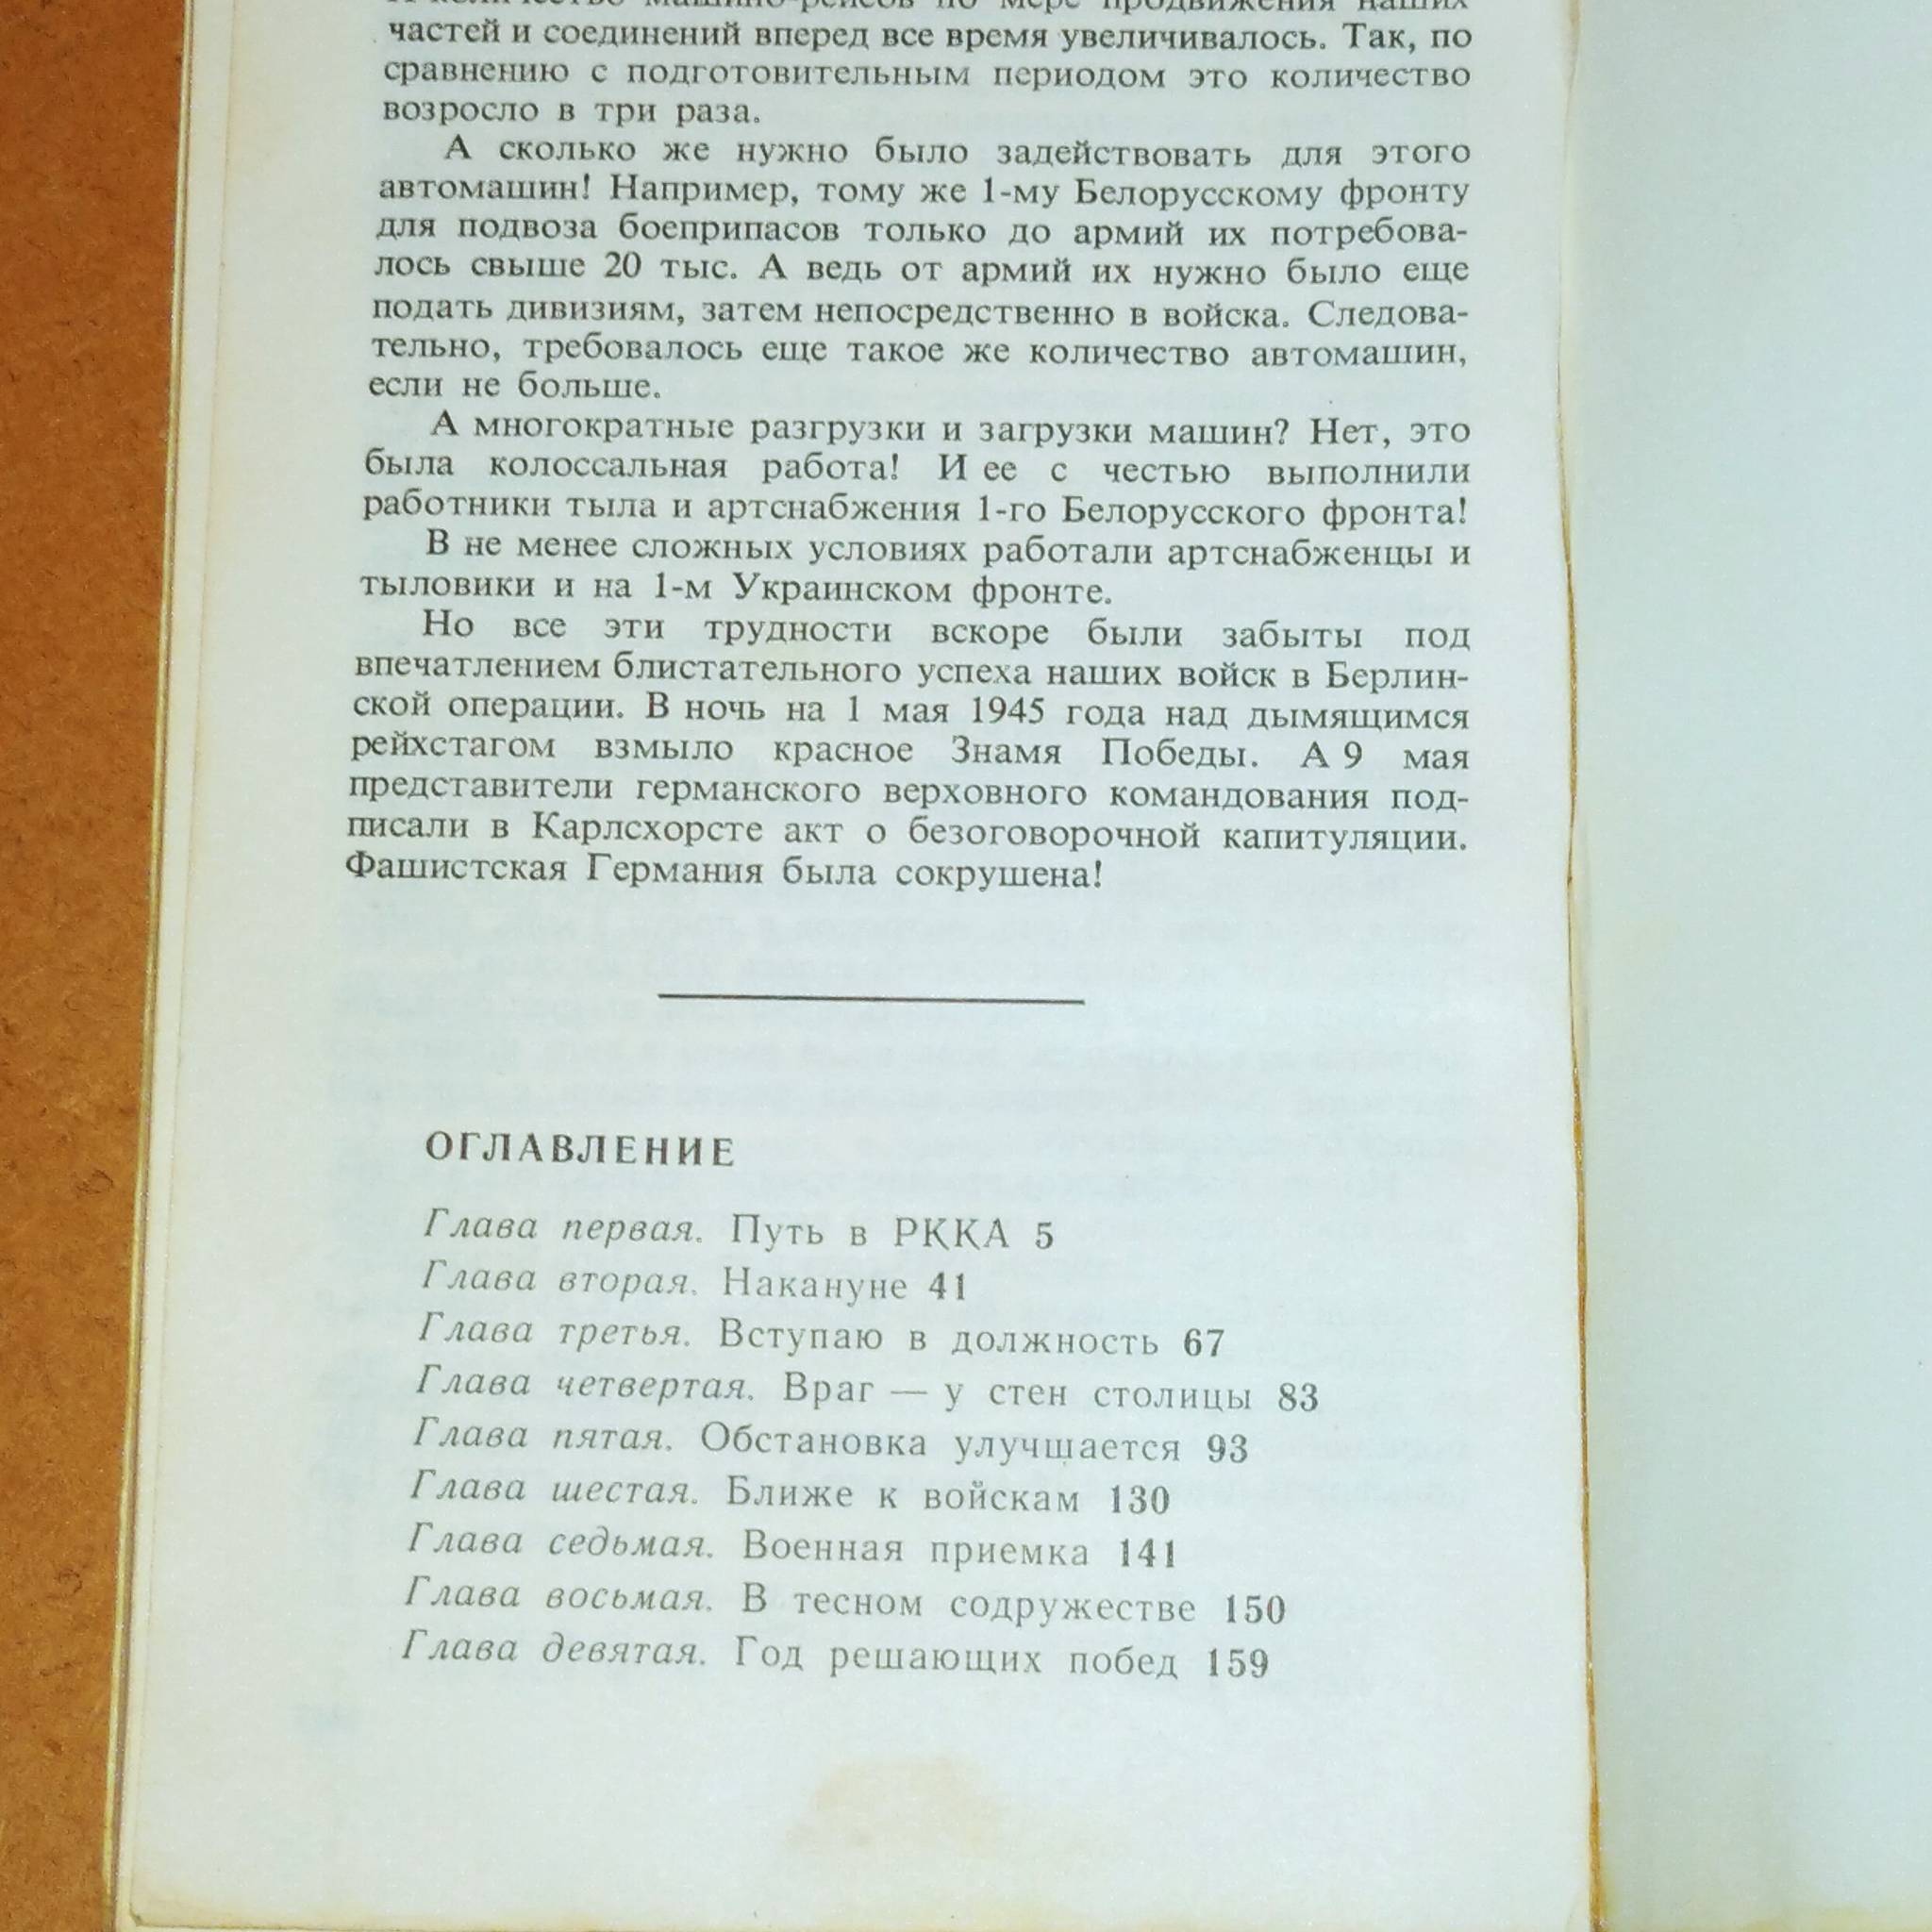 И количество машино-рейсов по мере продвижения наших
частей и соединений вперед все время увеличивалось. Так, по
сравнению с подготовительным периодом это количество
возросло в три раза.
А сколько же нужно было задействовать для этого
автомашин! Например, тому же 1-му Белорусскому фронту
для подвоза боеприпасов только до армий их потребова-
лось свыше 20 тыс. А ведь от армий их нужно было еще
подать дивизиям, затем непосредственно в войска. Следова-
тельно, требовалось еще такое же количество автомашин,
если не больше.
А многократные разгрузки и загрузки машин? Нет, это
была колоссальная работа! И ее с честью выполнили
работники тыла и артснабжения 1-го Белорусского фронта!
В не менее сложных условиях работали артснабженцы и
тыловики и на 1-м Украинском фронте.
Но все эти трудности вскоре были забыты под
впечатлением блистательного успеха наших войск в Берлин-
ской операции. В ночь на 1 мая 1945 года над дымящимся
рейхстагом взмыло красное Знамя Победы. А 9 мая
представители германского верховного командования под-
писали в Карлсхорсте акт о безоговорочной капитуляции.
Фашистская Германия была сокрушена!
ОГЛАВЛЕНИЕ
Глава первая. Путь в РККА 5
Глава вторая. Накануне 41
Глава третья. Вступаю в должность 67
Глава четвертая. Враг — у стен столицы 83
Глава пятая. Обстановка улучшается 93
Глава шестая. Ближе к войскам 130
Глава седьмая. Военная приемка 141
Глава восьмая. В тесном содружестве 150
Глава девятая. Год решающих побед 159